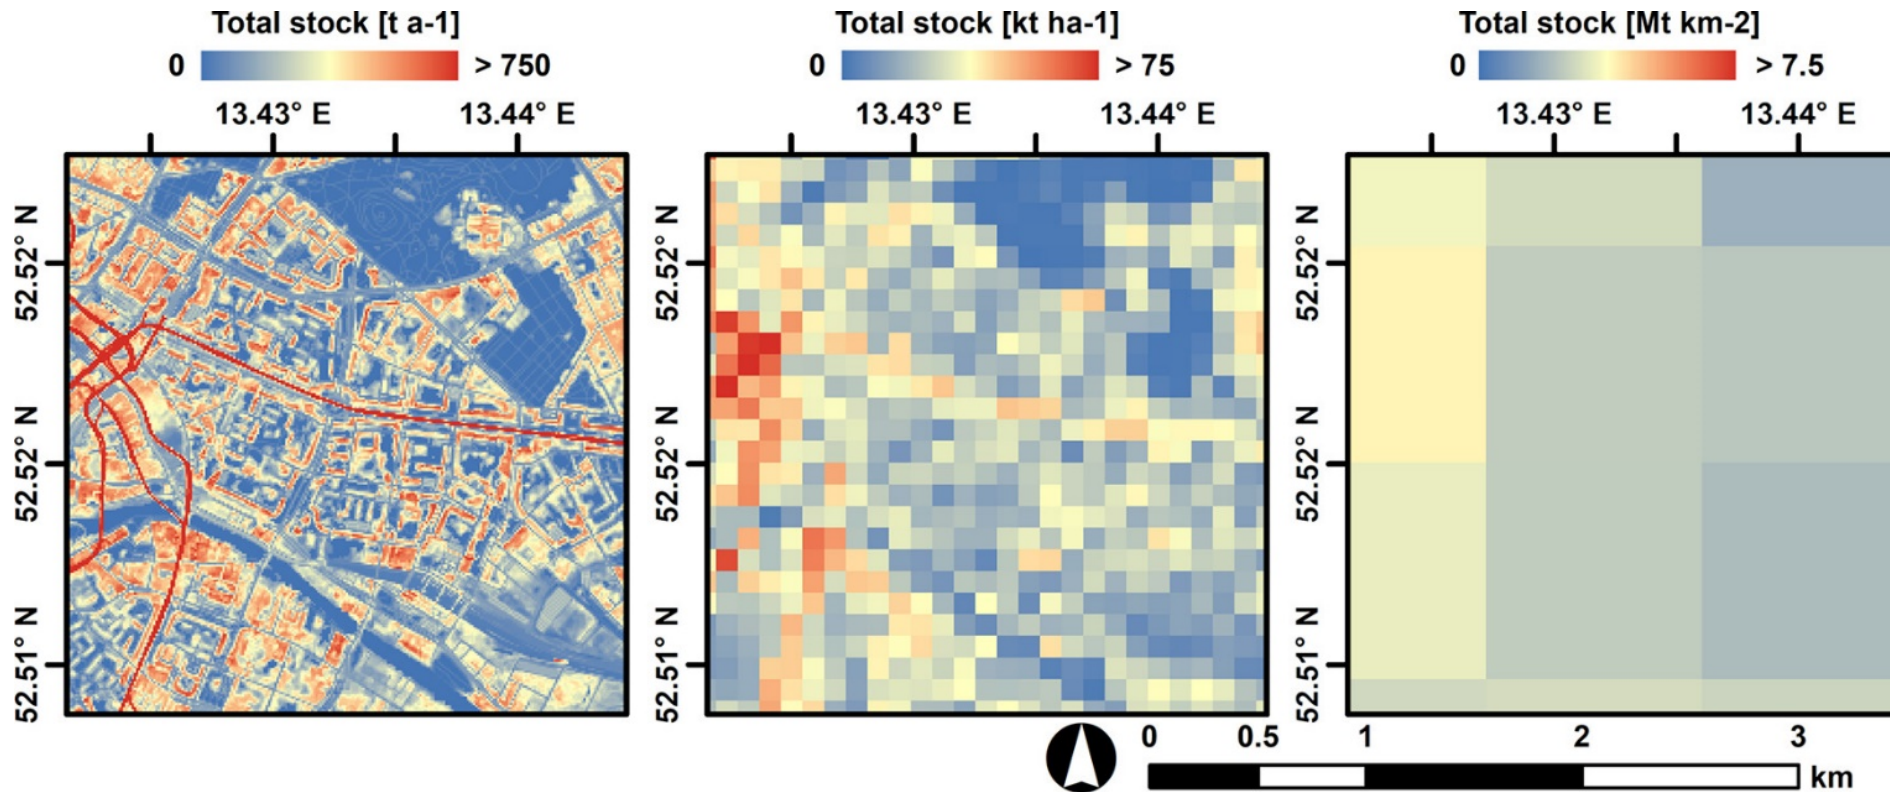 Total stock [t a-1]
0 > 750
13.43° E 13.44° E
52.52° N
52.52° N
52.51° N
Total stock [kt ha-1]
0 > 75
13.43° E 13.44° E
52.52° N
52.52° N
52.51° N
Total stock [Mt km-2]
0 > 7.5
13.43° E 13.44° E
52.52° N
52.52° N
52.51° N
0 0.5 1 2 3
km